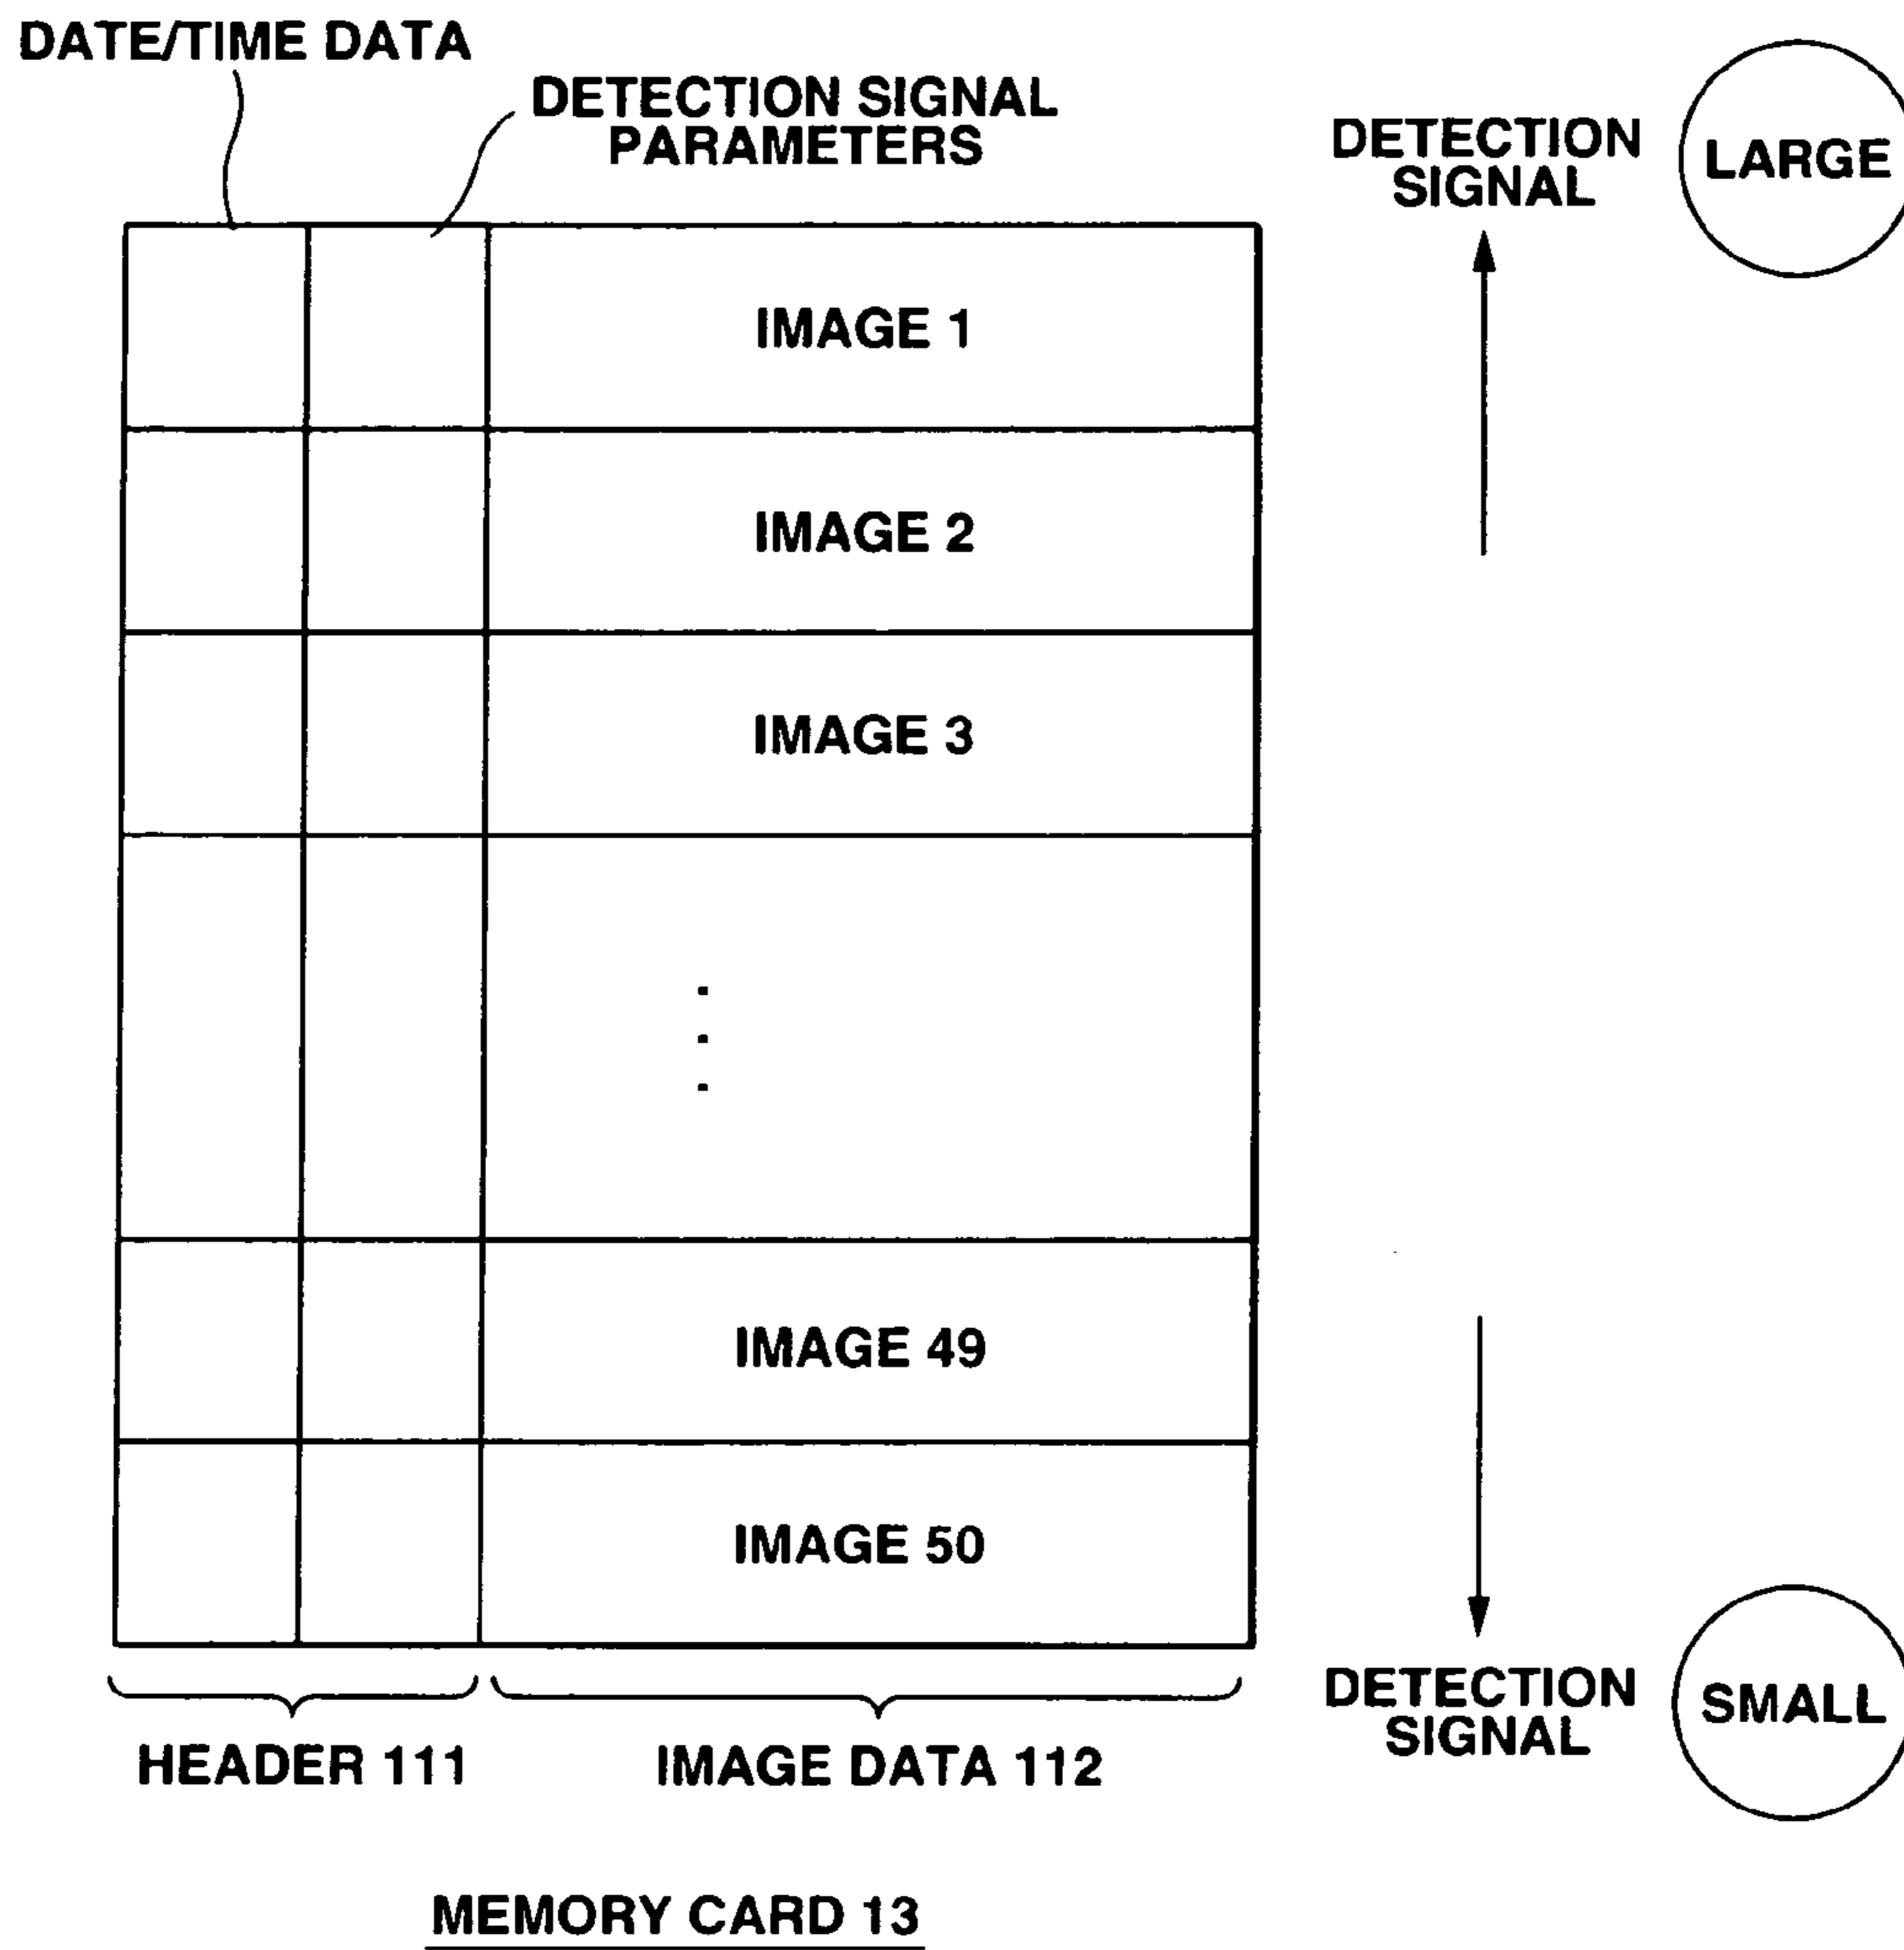 DATE/TIME DATA
DETECTION SIGNAL
PARAMETERS
DETECTION
SIGNAL
LARGE
IMAGE 1
IMAGE 2
IMAGE 3
IMAGE 49
IMAGE 50
DETECTION
SIGNAL
SMALL
HEADER 111
IMAGE DATA 112
MEMORY CARD 13